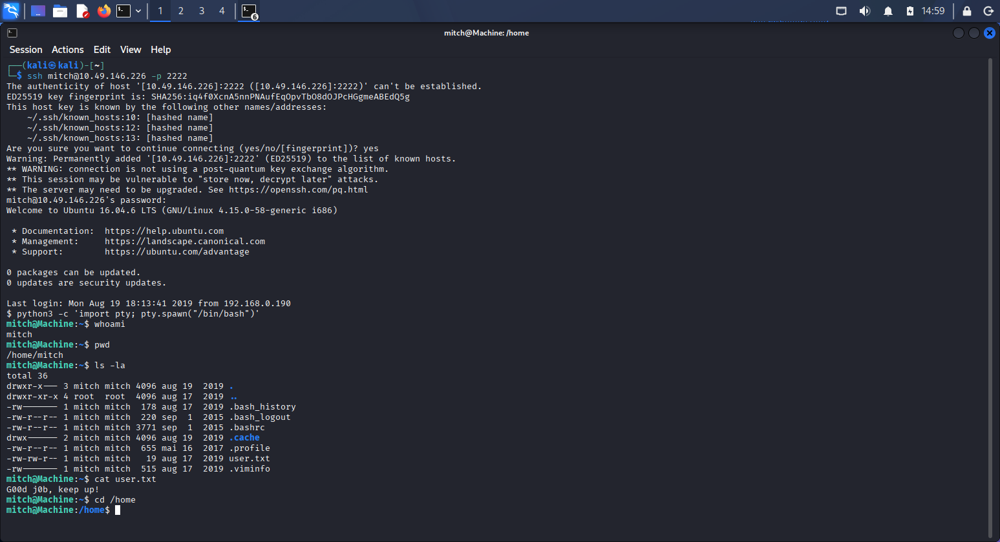 1 2 3 4 6 14:59
mitch@Machine: /home
Session Actions Edit View Help
┌──(kali㉿kali)-[~]
└─$ ssh mitch@10.49.146.226 -p 2222
The authenticity of host '[10.49.146.226]:2222 ([10.49.146.226]:2222)' can't be established.
ED25519 key fingerprint is: SHA256:iq4f0XcnA5nnPNAufEqOpvTbO8dOJPcHGgmeABEdQ5g
This host key is known by the following other names/addresses:
    ~/.ssh/known_hosts:10: [hashed name]
    ~/.ssh/known_hosts:12: [hashed name]
    ~/.ssh/known_hosts:13: [hashed name]
Are you sure you want to continue connecting (yes/no/[fingerprint])? yes
Warning: Permanently added '[10.49.146.226]:2222' (ED25519) to the list of known hosts.
** WARNING: connection is not using a post-quantum key exchange algorithm.
** This session may be vulnerable to "store now, decrypt later" attacks.
** The server may need to be upgraded. See https://openssh.com/pq.html
mitch@10.49.146.226's password:
Welcome to Ubuntu 16.04.6 LTS (GNU/Linux 4.15.0-58-generic i686)
 * Documentation:  https://help.ubuntu.com
 * Management:     https://landscape.canonical.com
 * Support:        https://ubuntu.com/advantage
0 packages can be updated.
0 updates are security updates.
Last login: Mon Aug 19 18:13:41 2019 from 192.168.0.190
$ python3 -c 'import pty; pty.spawn("/bin/bash")'
mitch@Machine:~$ whoami
mitch
mitch@Machine:~$ pwd
/home/mitch
mitch@Machine:~$ ls -la
total 36
drwxr-x--- 3 mitch mitch 4096 aug 19  2019 .
drwxr-xr-x 4 root  root  4096 aug 17  2019 ..
-rw------- 1 mitch mitch  178 aug 17  2019 .bash_history
-rw-r--r-- 1 mitch mitch  220 sep  1  2015 .bash_logout
-rw-r--r-- 1 mitch mitch 3771 sep  1  2015 .bashrc
drwx------ 2 mitch mitch 4096 aug 19  2019 .cache
-rw-r--r-- 1 mitch mitch  655 mai 16  2017 .profile
-rw-rw-r-- 1 mitch mitch   19 aug 17  2019 user.txt
-rw------- 1 mitch mitch  515 aug 17  2019 .viminfo
mitch@Machine:~$ cat user.txt
G00d j0b, keep up!
mitch@Machine:~$ cd /home
mitch@Machine:/home$